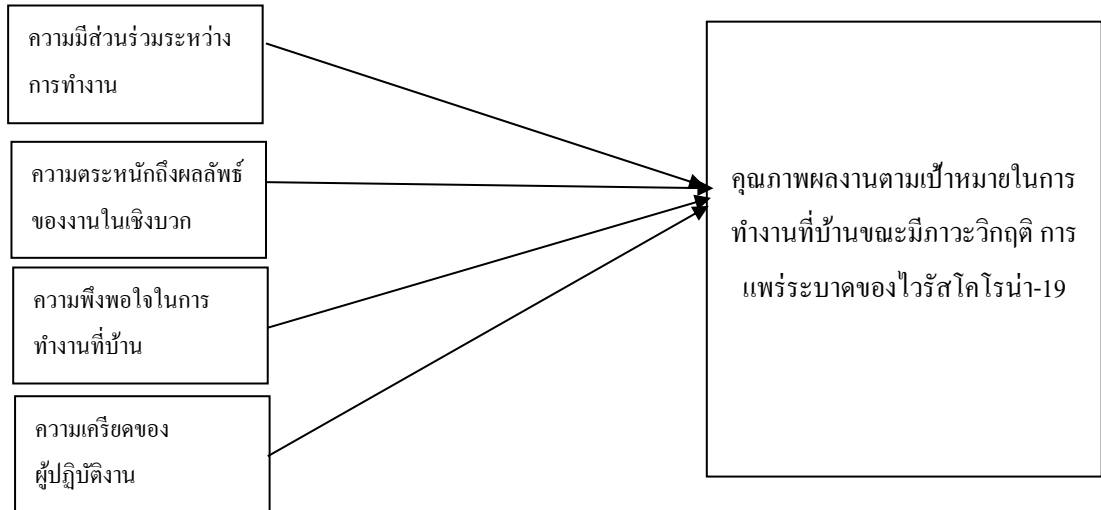 ความมีส่วนร่วมระหว่าง
การทำงาน
ความตระหนักถึงผลลัพธ์
ของงานในเชิงบวก
ความพึงพอใจในการ
ทำงานที่บ้าน
ความเครียดของ
ผู้ปฏิบัติงาน
คุณภาพผลงานตามเป้าหมายในการ
ทำงานที่บ้านขณะมีภาวะวิกฤติ การ
แพร่ระบาดของไวรัสโคโรน่า-19